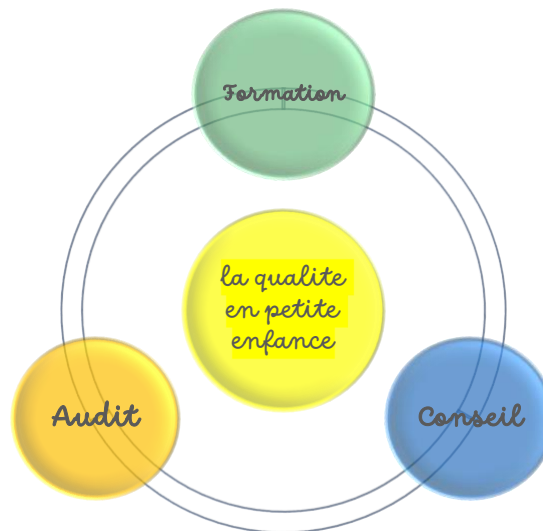 Formation
la qualite
en petite
enfance
Audit
Conseil